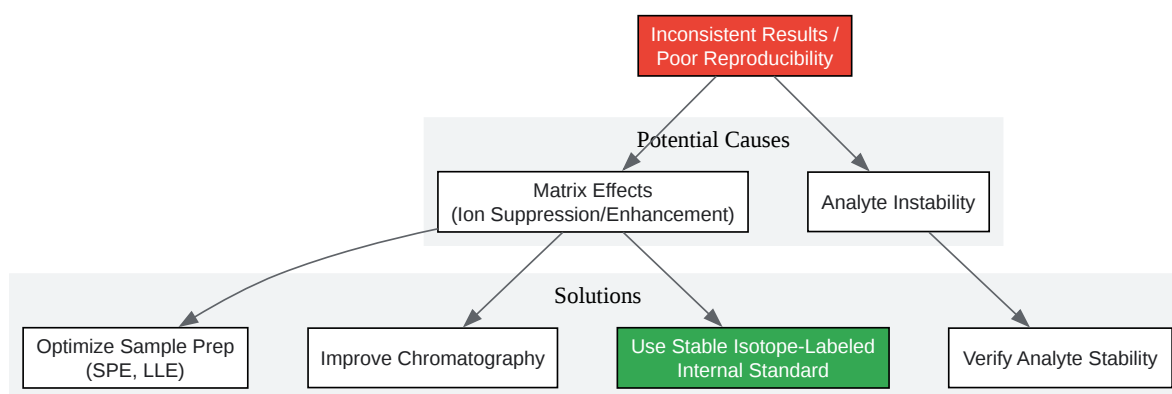 Inconsistent Results /
Poor Reproducibility
Potential Causes
Matrix Effects
(Ion Suppression/Enhancement)
Analyte Instability
Solutions
Optimize Sample Prep
(SPE, LLE)
Improve Chromatography
Use Stable Isotope-Labeled
Internal Standard
Verify Analyte Stability